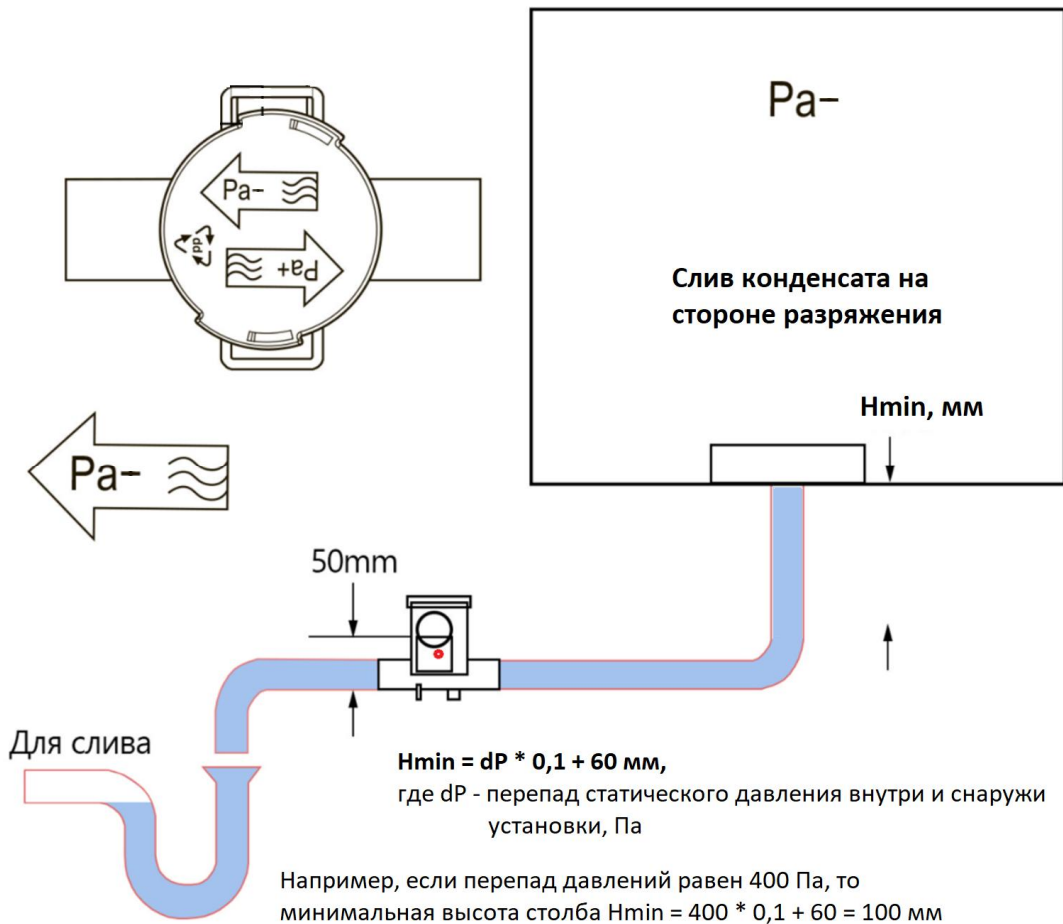 Pa-
Pa-
Pa+
dd
Слив конденсата на
стороне разряжения
Hmin, мм
Pa-
50mm
Для слива
Hmin = dP * 0,1 + 60 мм,
где dP - перепад статического давления внутри и снаружи
установки, Па
Например, если перепад давлений равен 400 Па, то
минимальная высота столба Hmin = 400 * 0,1 + 60 = 100 мм